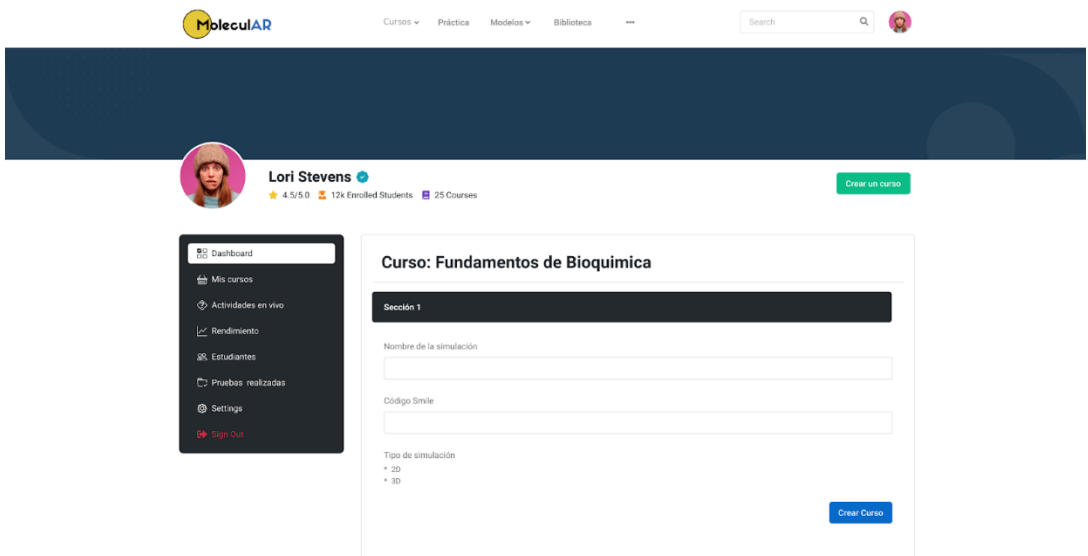 MoleculAR
Cursos Práctica Modelos Biblioteca ••• Search
Lori Stevens
4.5/5.0 12k Enrolled Students 25 Courses
Crear un curso
Dashboard
Mis cursos
Actividades en vivo
Rendimiento
Estudiantes
Pruebas realizadas
Settings
Sign Out
Curso: Fundamentos de Bioquimica
Sección 1
Nombre de la simulación
Código Smile
Tipo de simulación
* 2D
* 3D
Crear Curso